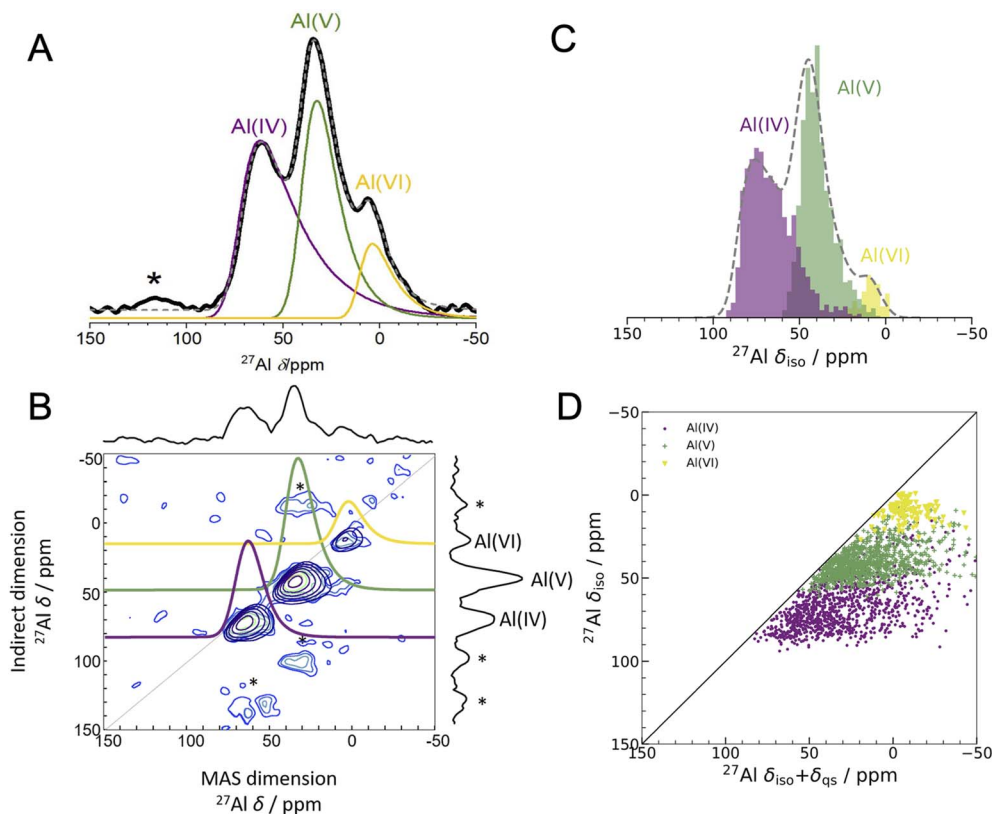 A
Al(V)
Al(IV)
Al(VI)
*
150 100 50 0 -50
²⁷Al δ/ppm
C
Al(V)
Al(IV)
Al(VI)
150 100 50 0 −50
²⁷Al δiso / ppm
B
-50
0
50
100
150
Indirect dimension
²⁷Al δ / ppm
*
*
*
*
Al(VI)
Al(V)
Al(IV)
*
*
150 100 50 0 -50
MAS dimension
²⁷Al δ / ppm
D
−50
0
50
100
150
²⁷Al δiso / ppm
Al(IV)
Al(V)
Al(VI)
150 100 50 0 −50
²⁷Al δiso+δqs / ppm